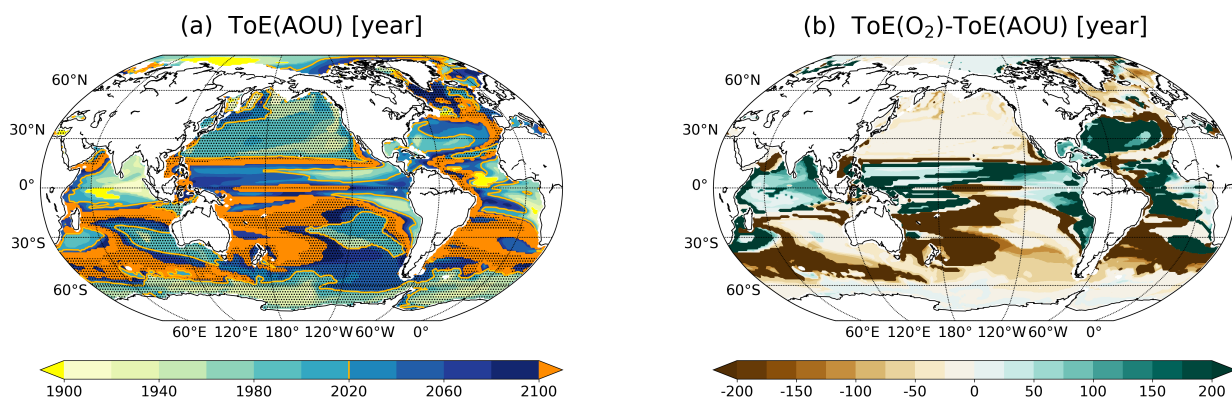 (a) ToE(AOU) [year]
60°N
30°N
0°
30°S
60°S
60°E 120°E 180° 120°W 60°W 0°
1900 1940 1980 2020 2060 2100
(b) ToE(O₂)-ToE(AOU) [year]
60°N
30°N
0°
30°S
60°S
60°E 120°E 180° 120°W 60°W 0°
-200 -150 -100 -50 0 50 100 150 200